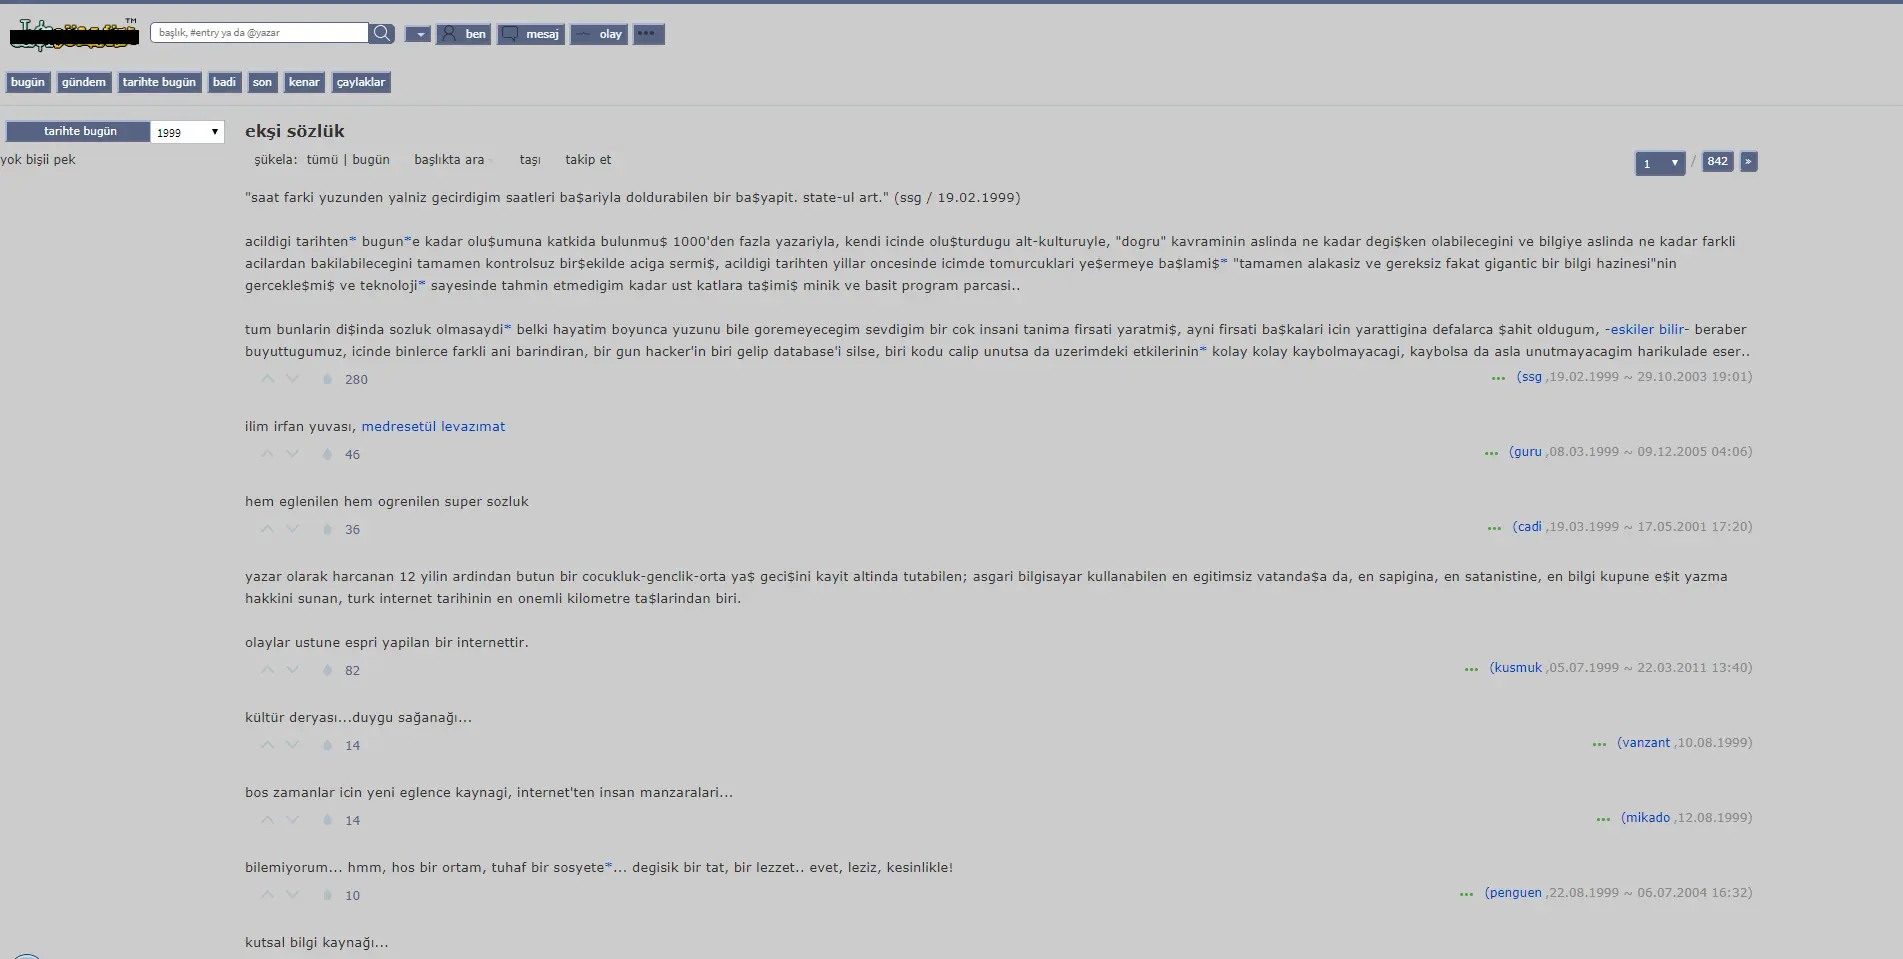 TM
başlık, #entry ya da @yazar
ben
mesaj
olay
bugün
gündem
tarihte bugün
badi
son
kenar
çaylaklar
tarihte bugün
1999
yok bişii pek
ekşi sözlük
şükela: tümü | bugün başlıkta ara taşı takip et
1 / 842 »
"saat farki yuzunden yalniz gecirdigim saatleri ba$ariyla doldurabilen bir ba$yapit. state-ul art." (ssg / 19.02.1999)
acildigi tarihten* bugun*e kadar olu$umuna katkida bulunmu$ 1000'den fazla yazariyla, kendi icinde olu$turdugu alt-kulturuyle, "dogru" kavraminin aslinda ne kadar degi$ken olabilecegini ve bilgiye aslinda ne kadar farkli
acilardan bakilabilecegini tamamen kontrolsuz bir$ekilde aciga sermi$, acildigi tarihten yillar oncesinde icimde tomurcuklari ye$ermeye ba$lami$* "tamamen alakasiz ve gereksiz fakat gigantic bir bilgi hazinesi"nin
gercekle$mi$ ve teknoloji* sayesinde tahmin etmedigim kadar ust katlara ta$imi$ minik ve basit program parcasi..
tum bunlarin di$inda sozluk olmasaydi* belki hayatim boyunca yuzunu bile goremeyecegim sevdigim bir cok insani tanima firsati yaratmi$, ayni firsati ba$kalari icin yarattigina defalarca $ahit oldugum, -eskiler bilir- beraber
buyuttugumuz, icinde binlerce farkli ani barindiran, bir gun hacker'in biri gelip database'i silse, biri kodu calip unutsa da uzerimdeki etkilerinin* kolay kolay kaybolmayacagi, kaybolsa da asla unutmayacagim harikulade eser..
280 ... (ssg ,19.02.1999 ~ 29.10.2003 19:01)
ilim irfan yuvası, medresetül levazımat
46 ... (guru ,08.03.1999 ~ 09.12.2005 04:06)
hem eglenilen hem ogrenilen super sozluk
36 ... (cadi ,19.03.1999 ~ 17.05.2001 17:20)
yazar olarak harcanan 12 yilin ardindan butun bir cocukluk-genclik-orta ya$ geci$ini kayit altinda tutabilen; asgari bilgisayar kullanabilen en egitimsiz vatanda$a da, en sapigina, en satanistine, en bilgi kupune e$it yazma
hakkini sunan, turk internet tarihinin en onemli kilometre ta$larindan biri.
olaylar ustune espri yapilan bir internettir.
82 ... (kusmuk ,05.07.1999 ~ 22.03.2011 13:40)
kültür deryası...duygu sağanağı...
14 ... (vanzant ,10.08.1999)
bos zamanlar icin yeni eglence kaynagi, internet'ten insan manzaralari...
14 ... (mikado ,12.08.1999)
bilemiyorum... hmm, hos bir ortam, tuhaf bir sosyete*... degisik bir tat, bir lezzet.. evet, leziz, kesinlikle!
10 ... (penguen ,22.08.1999 ~ 06.07.2004 16:32)
kutsal bilgi kaynağı...